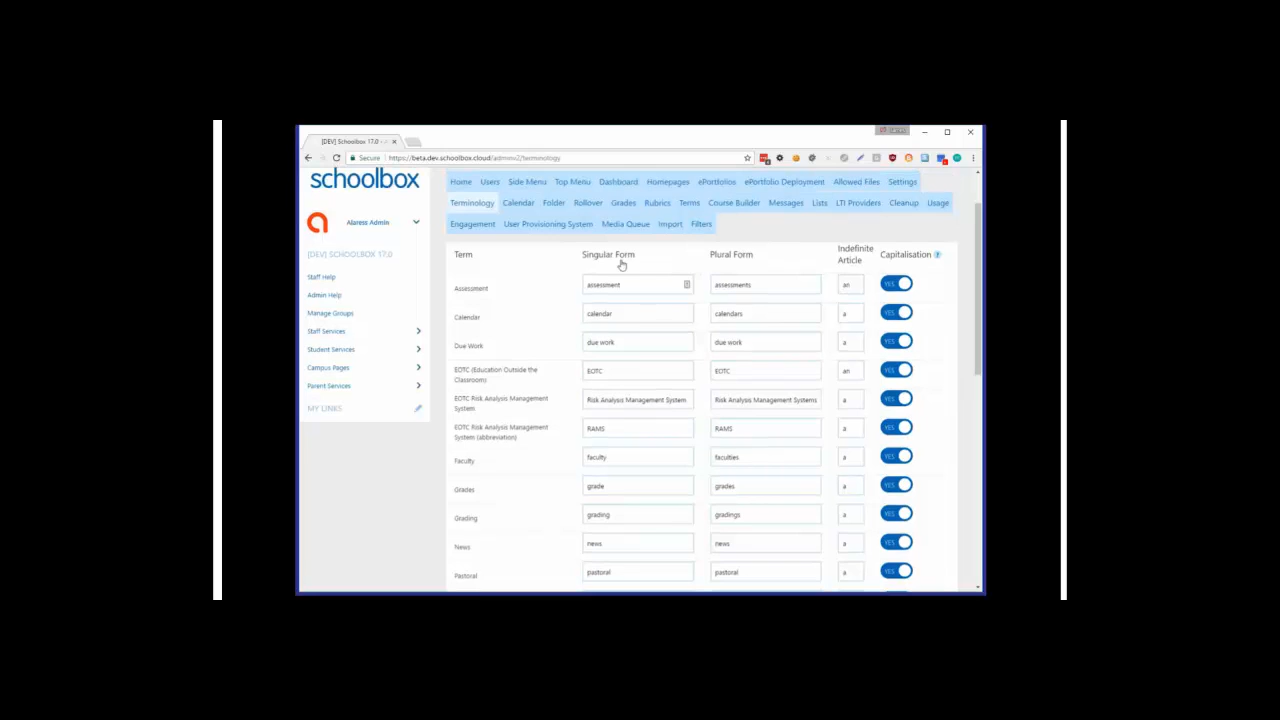 [DEV] Schoolbox 17.0 -
Secure https://beta.dev.schoolbox.cloud/adminv2/terminology
schoolbox
Alaress Admin
[DEV] SCHOOLBOX 17.0
Staff Help
Admin Help
Manage Groups
Staff Services
Student Services
Campus Pages
Parent Services
MY LINKS
Home Users Side Menu Top Menu Dashboard Homepages ePortfolios ePortfolio Deployment Allowed Files Settings
Terminology Calendar Folder Rollover Grades Rubrics Terms Course Builder Messages Lists LTI Providers Cleanup Usage
Engagement User Provisioning System Media Queue Import Filters
Term Singular Form Plural Form Indefinite Article Capitalisation ?
Assessment assessment assessments an YES
Calendar calendar calendars a YES
Due Work due work due work a YES
EOTC (Education Outside the Classrooms) EOTC EOTC an YES
EOTC Risk Analysis Management System Risk Analysis Management System Risk Analysis Management Systems a YES
EOTC Risk Analysis Management System (abbreviation) RAMS RAMS a YES
Faculty faculty faculties a YES
Grades grade grades a YES
Grading grading gradings a YES
News news news a YES
Pastoral pastoral pastoral a YES